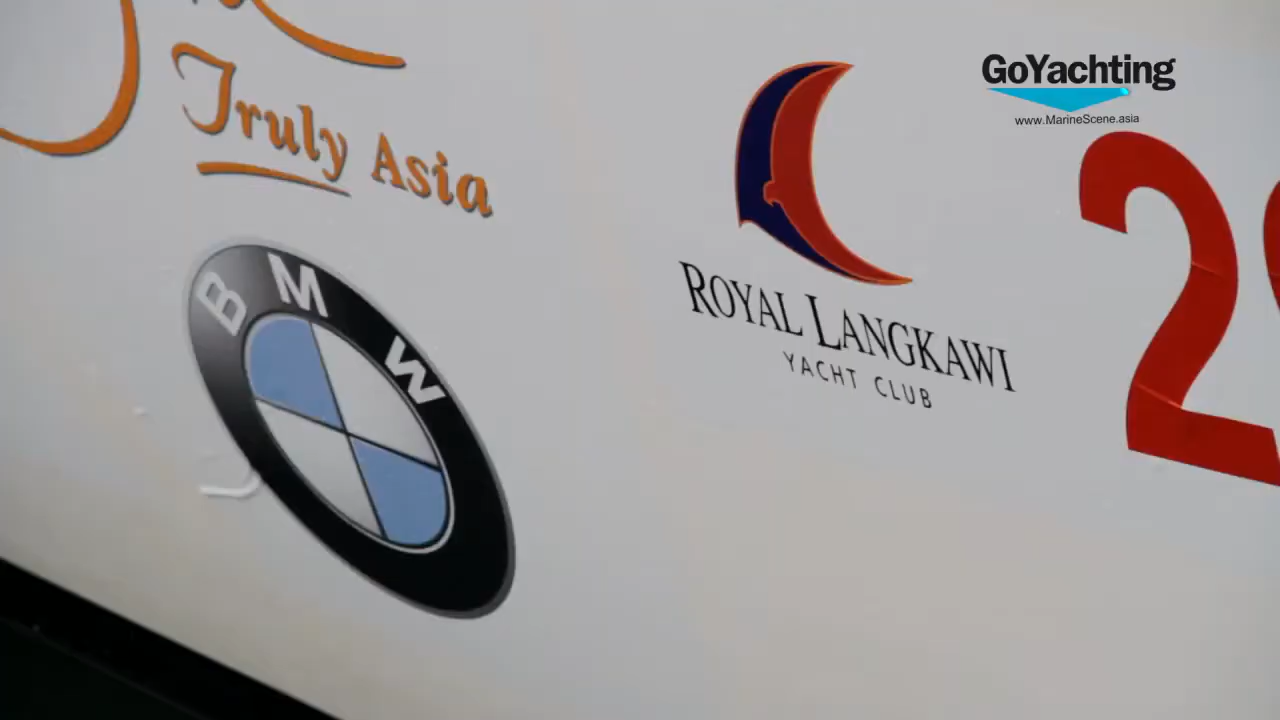 Truly Asia
BMW
ROYAL LANGKAWI
YACHT CLUB
GoYachting
www.MarineScene.asia